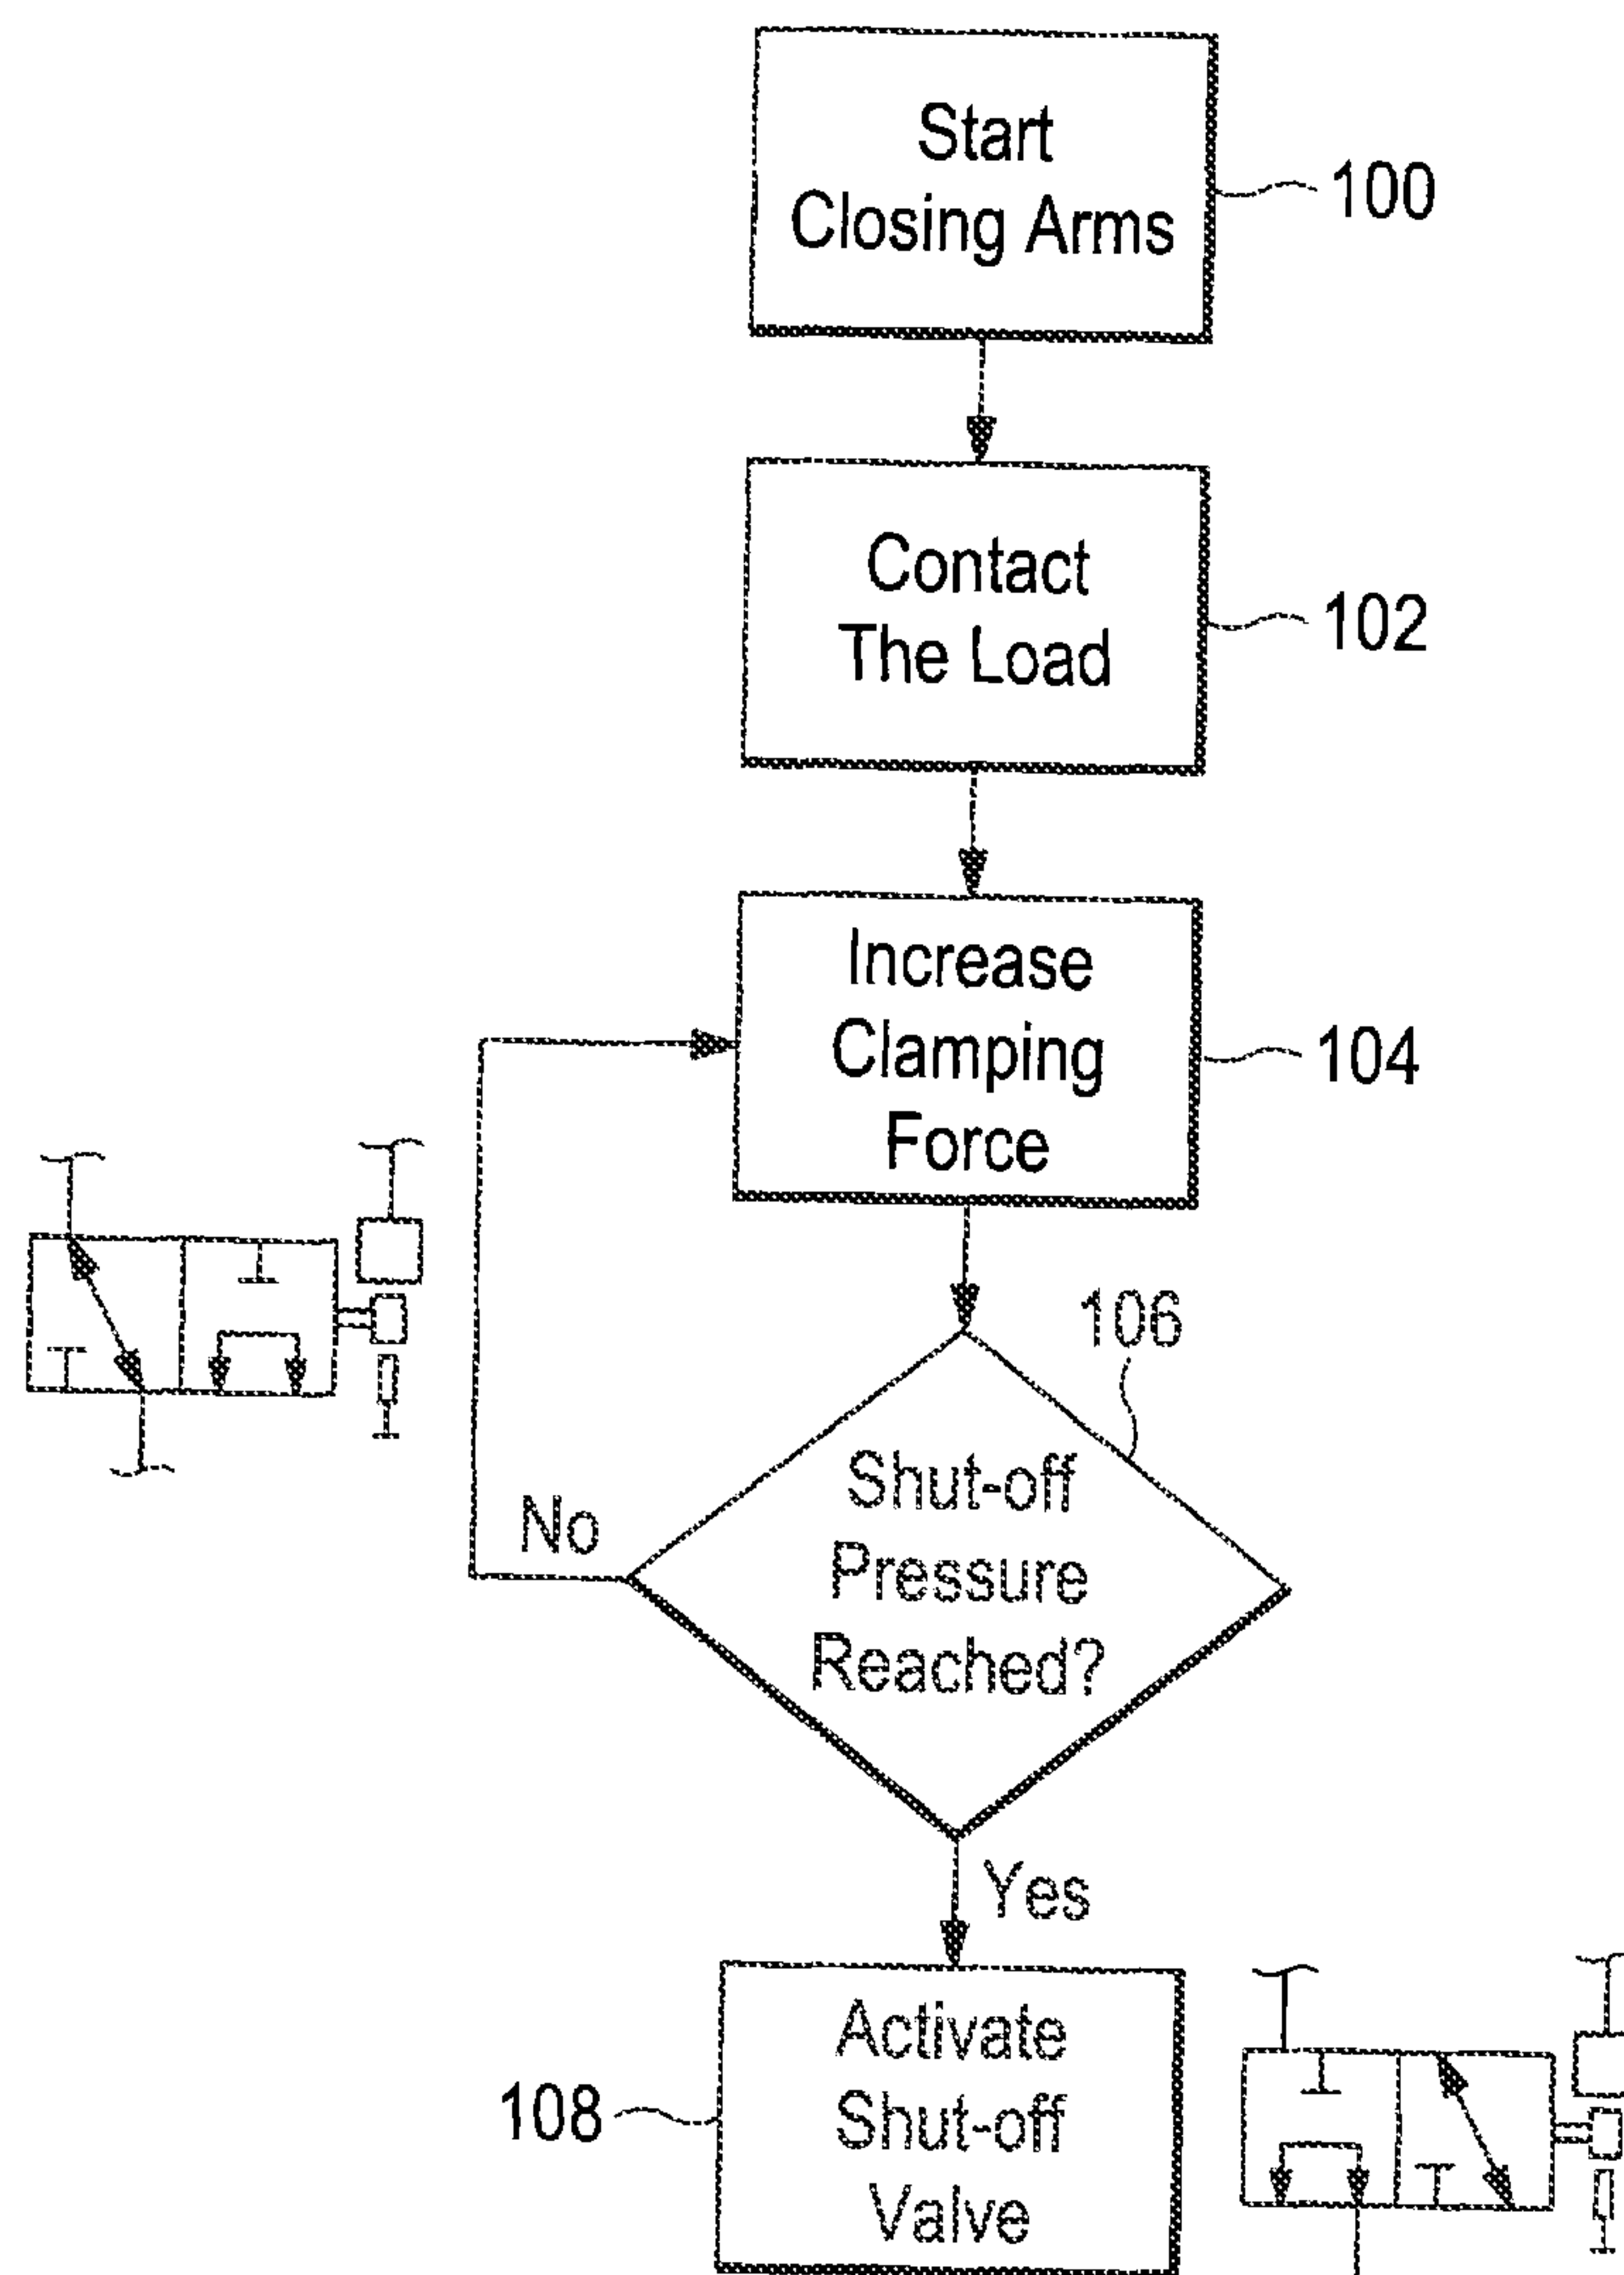 Start
Closing Arms
100
Contact
The Load
102
Increase
Clamping
Force
104
106
Shut-off
Pressure
Reached?
No
Yes
Activate
Shut-off
Valve
108